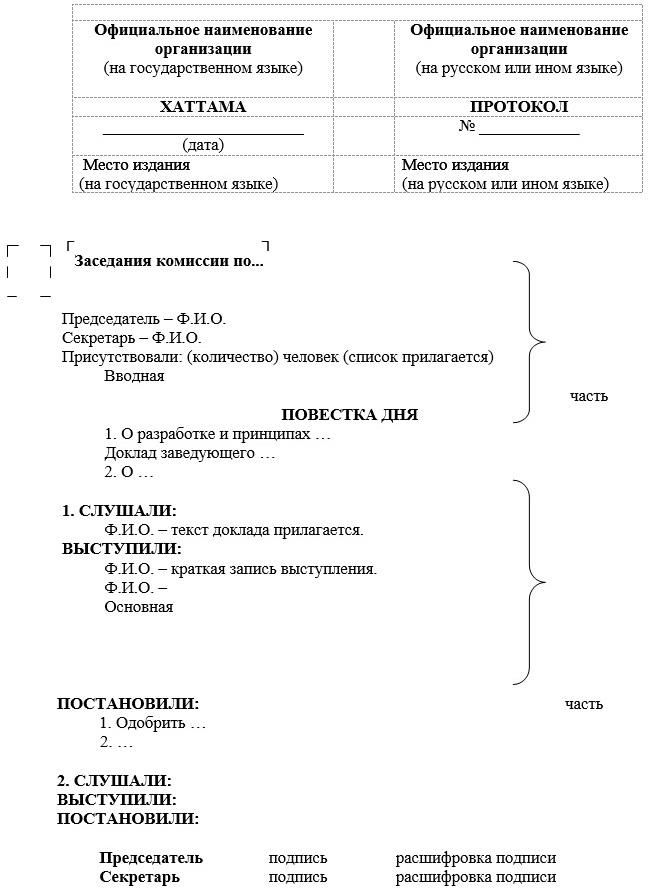 Официальное наименование
организации
(на государственном языке)
Официальное наименование
организации
(на русском или ином языке)
ХАТТАМА
ПРОТОКОЛ
_________________________
(дата)
№ ____________
Место издания
(на государственном языке)
Место издания
(на русском или ином языке)
Заседания комиссии по...
Председатель – Ф.И.О.
Секретарь – Ф.И.О.
Присутствовали: (количество) человек (список прилагается)
Вводная
часть
ПОВЕСТКА ДНЯ
1. О разработке и принципах …
Доклад заведующего …
2. О …
1. СЛУШАЛИ:
Ф.И.О. – текст доклада прилагается.
ВЫСТУПИЛИ:
Ф.И.О. – краткая запись выступления.
Ф.И.О. –
Основная
ПОСТАНОВИЛИ: часть
1. Одобрить …
2. …
2. СЛУШАЛИ:
ВЫСТУПИЛИ:
ПОСТАНОВИЛИ:
Председатель подпись расшифровка подписи
Секретарь подпись расшифровка подписи